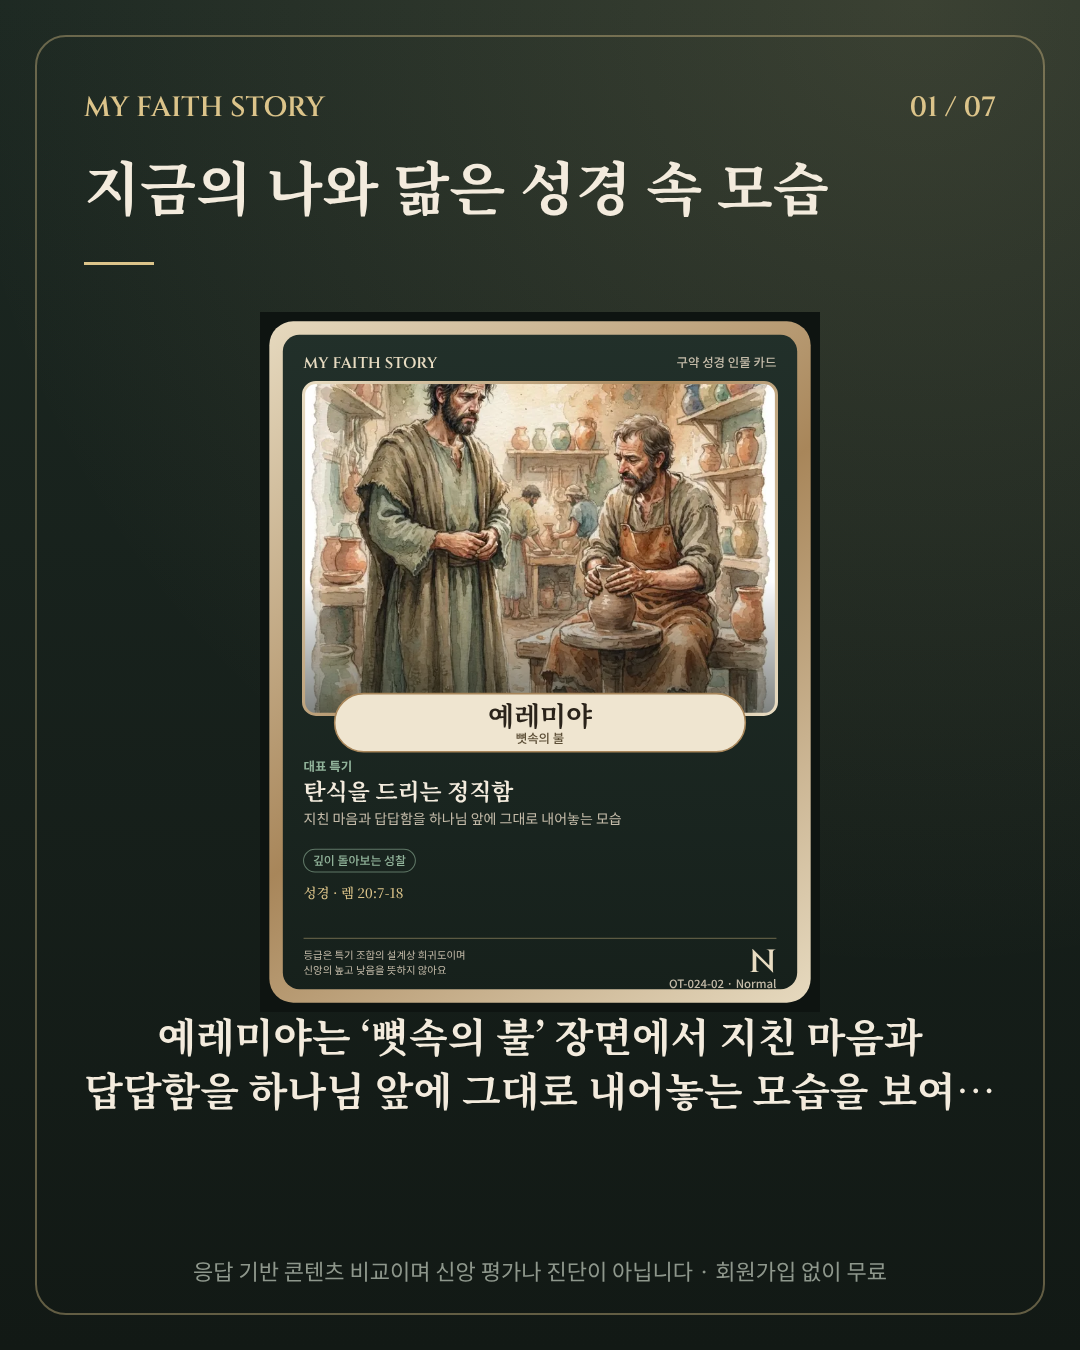 MY FAITH STORY
01 / 07
지금의 나와 닮은 성경 속 모습
MY FAITH STORY
구약 성경 인물 카드
예레미야
뼛속의 불
대표 특기
탄식을 드리는 정직함
지친 마음과 답답함을 하나님 앞에 그대로 내어놓는 모습
깊이 돌아보는 성찰
성경 · 렘 20:7-18
등급은 특기 조합의 설계상 희귀도이며
신앙의 높고 낮음을 뜻하지 않아요
N
OT-024-02 · Normal
예레미야는 ‘뼛속의 불’ 장면에서 지친 마음과
답답함을 하나님 앞에 그대로 내어놓는 모습을 보여…
응답 기반 콘텐츠 비교이며 신앙 평가나 진단이 아닙니다 · 회원가입 없이 무료